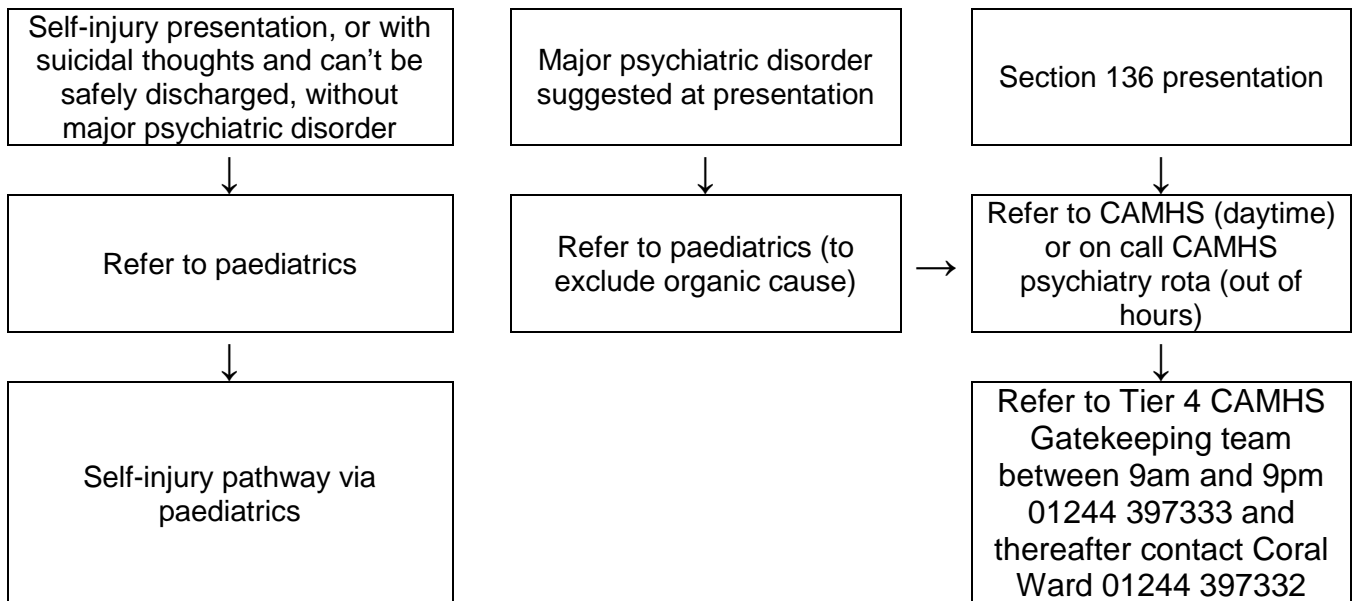 Self-injury presentation, or with
suicidal thoughts and can’t be
safely discharged, without
major psychiatric disorder
Major psychiatric disorder
suggested at presentation
Section 136 presentation
Refer to paediatrics
Refer to paediatrics (to
exclude organic cause)
Refer to CAMHS (daytime)
or on call CAMHS
psychiatry rota (out of
hours)
Self-injury pathway via
paediatrics
Refer to Tier 4 CAMHS
Gatekeeping team
between 9am and 9pm
01244 397333 and
thereafter contact Coral
Ward 01244 397332